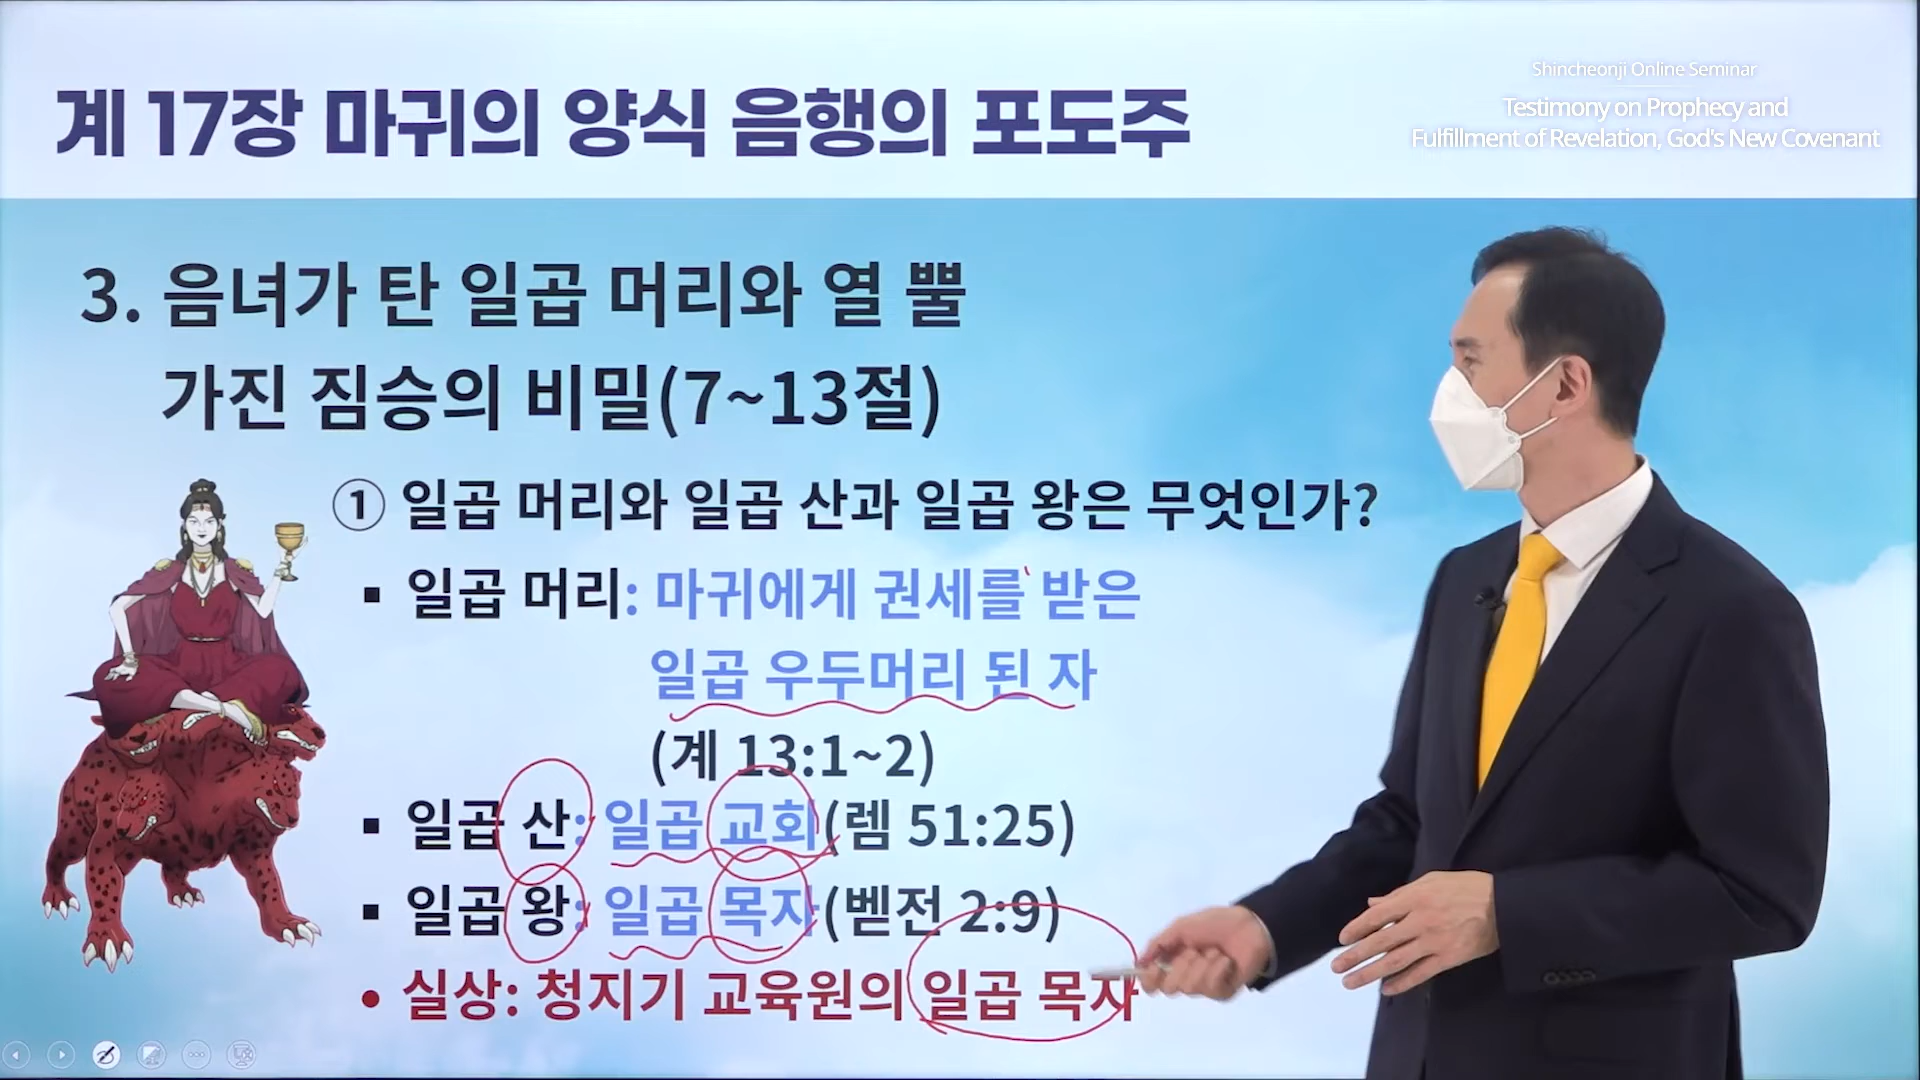 계 17장 마귀의 양식 음행의 포도주
Shincheonji Online Seminar
Testimony on Prophecy and
Fulfillment of Revelation, God's New Covenant
3. 음녀가 탄 일곱 머리와 열 뿔
가진 짐승의 비밀(7~13절)
① 일곱 머리와 일곱 산과 일곱 왕은 무엇인가?
▪ 일곱 머리: 마귀에게 권세를 받은
일곱 우두머리 된 자
(계 13:1~2)
▪ 일곱 산: 일곱 교회(렘 51:25)
▪ 일곱 왕: 일곱 목자(벧전 2:9)
• 실상: 청지기 교육원의 일곱 목자